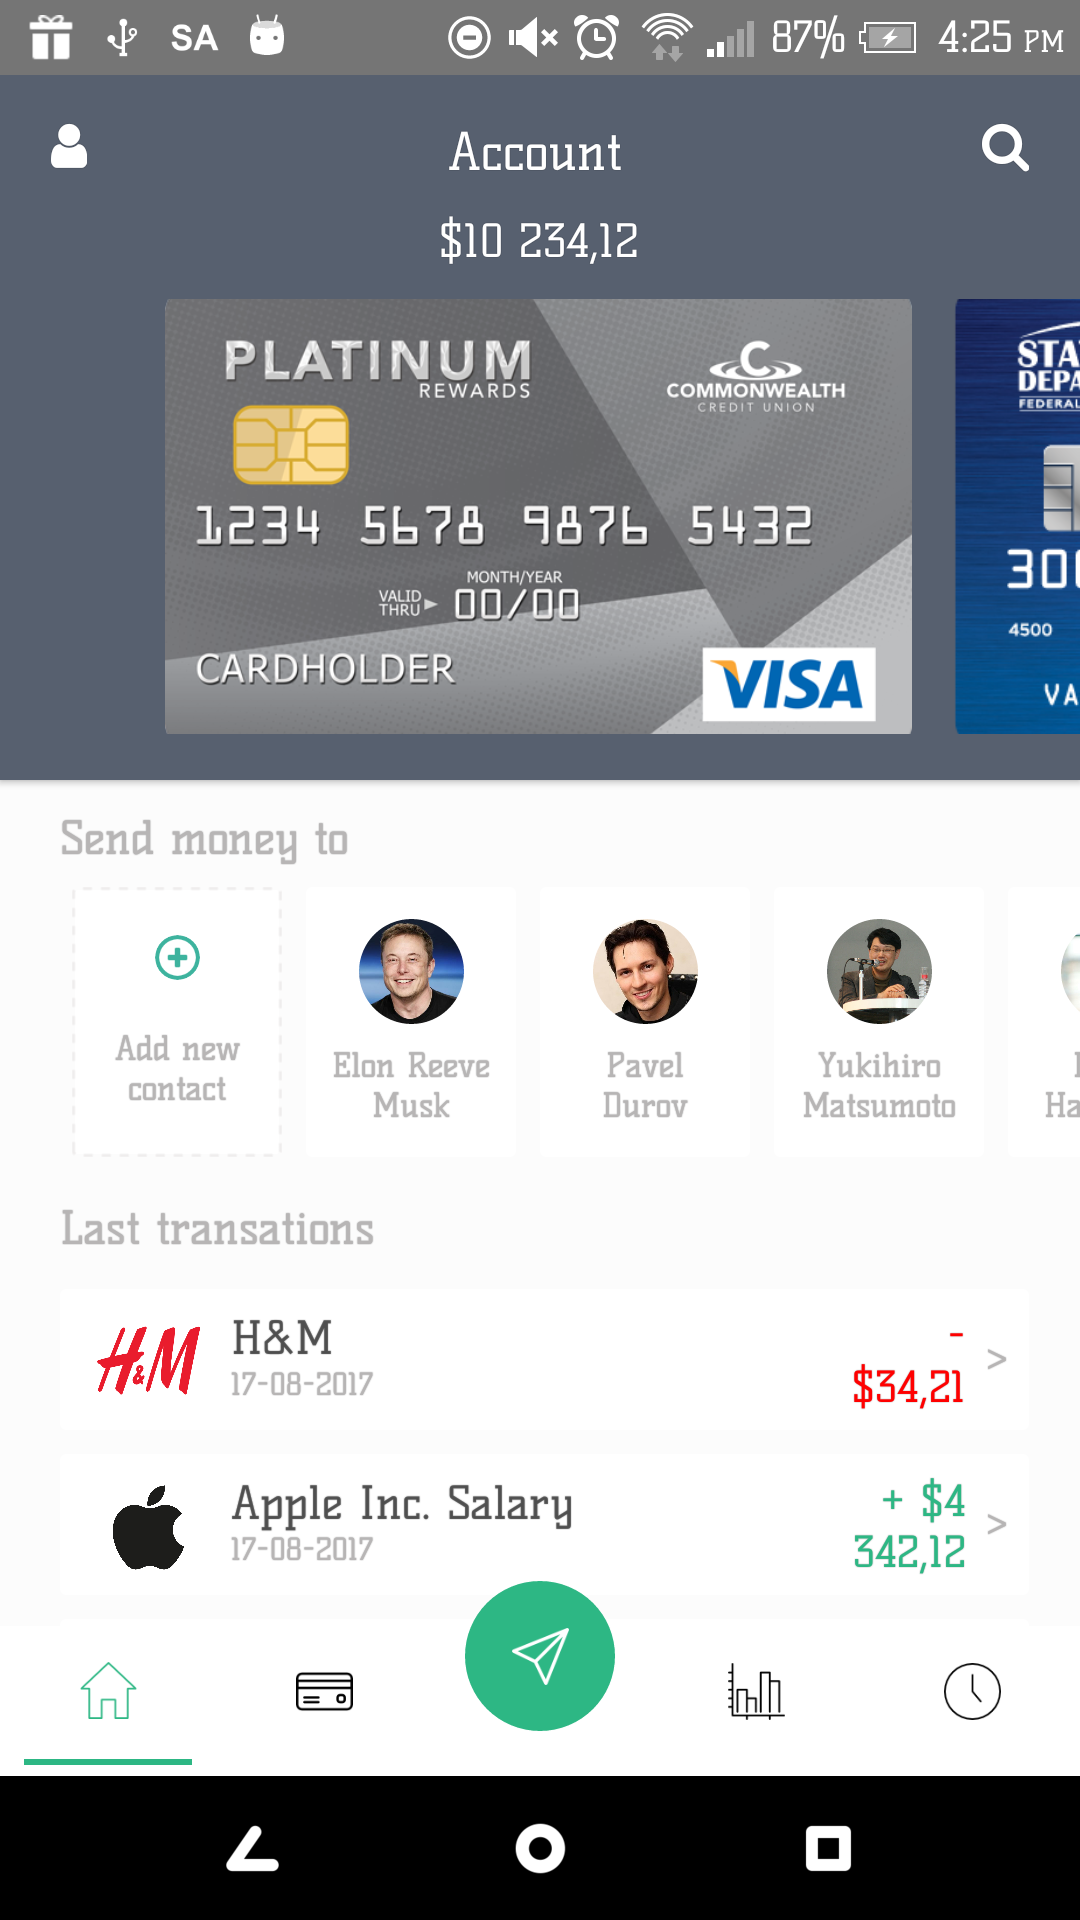 SA 87% 4:25 PM
Account
$10 234,12
PLATINUM
REWARDS
C
COMMONWEALTH
CREDIT UNION
1234 5678 9876 5432
MONTH/YEAR
VALID
THRU 00/00
CARDHOLDER
VISA
STA
DEPA
FEDERAL
300
4500
VA
Send money to
Add new
contact
Elon Reeve
Musk
Pavel
Durov
Yukihiro
Matsumoto
Ha
Last transations
H&M
H&M
17-08-2017
-
$34,21
>
Apple Inc. Salary
17-08-2017
+ $4
342,12
>